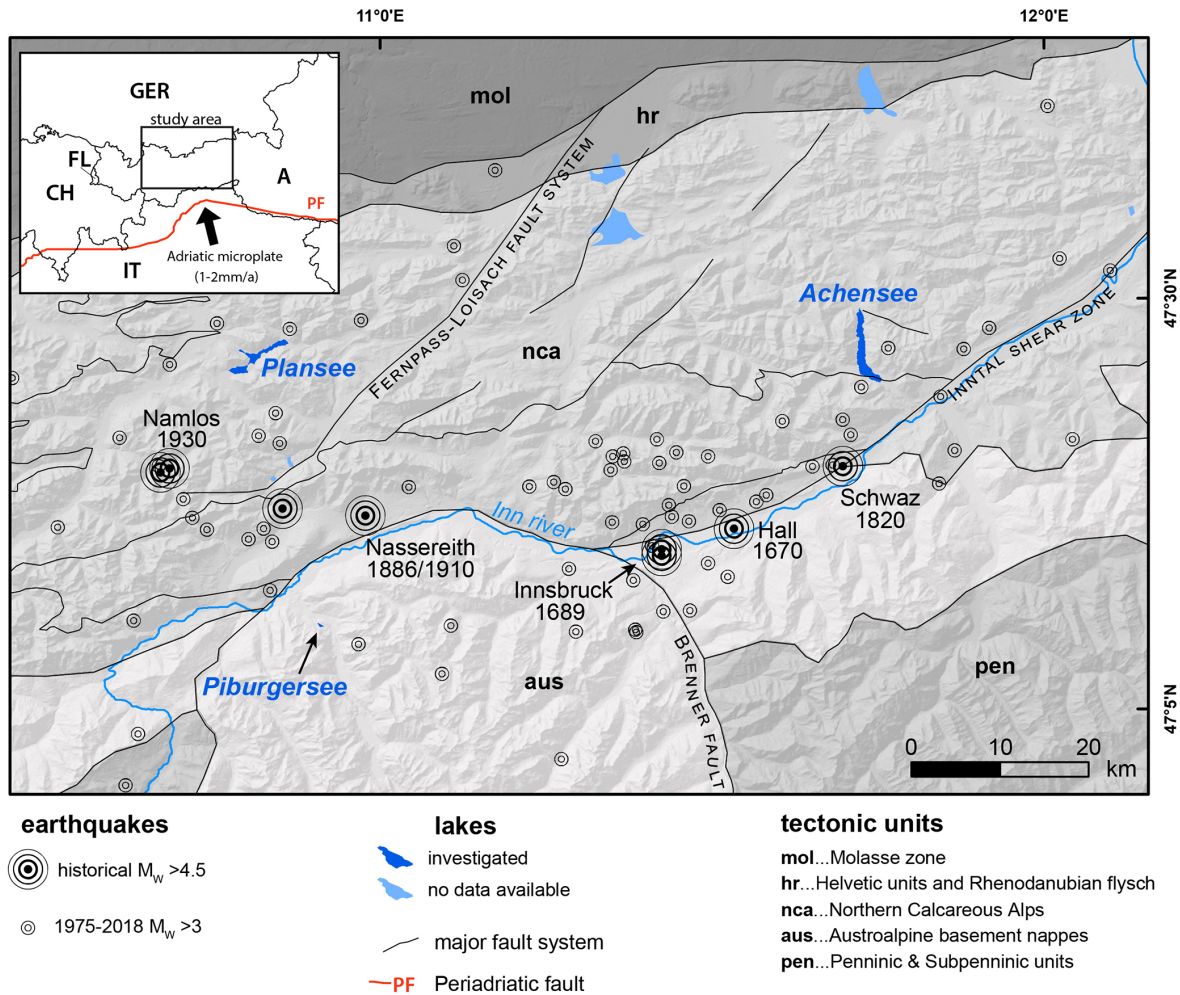 11°0'E
12°0'E
GER
study area
FL
CH
A
PF
Adriatic microplate
(1-2mm/a)
IT
mol
hr
FERNPASS-LOISACH FAULT SYSTEM
47°30'N
Achensee
nca
Plansee
INNTAL SHEAR ZONE
Namlos
1930
Inn river
Schwaz
1820
Hall
1670
Nassereith
1886/1910
Innsbruck
1689
Piburgersee
aus
BRENNER FAULT
pen
47°5'N
0 10 20
km
earthquakes
historical MW >4.5
1975-2018 MW >3
lakes
investigated
no data available
major fault system
PF Periadriatic fault
tectonic units
mol...Molasse zone
hr...Helvetic units and Rhenodanubian flysch
nca...Northern Calcareous Alps
aus...Austroalpine basement nappes
pen...Penninic & Subpenninic units